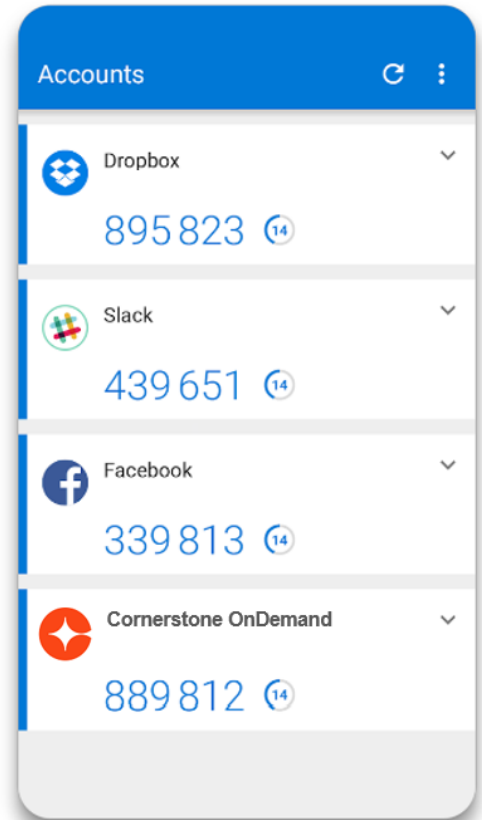 Accounts
Dropbox
895 823 14
Slack
439 651 14
Facebook
339 813 14
Cornerstone OnDemand
889 812 14